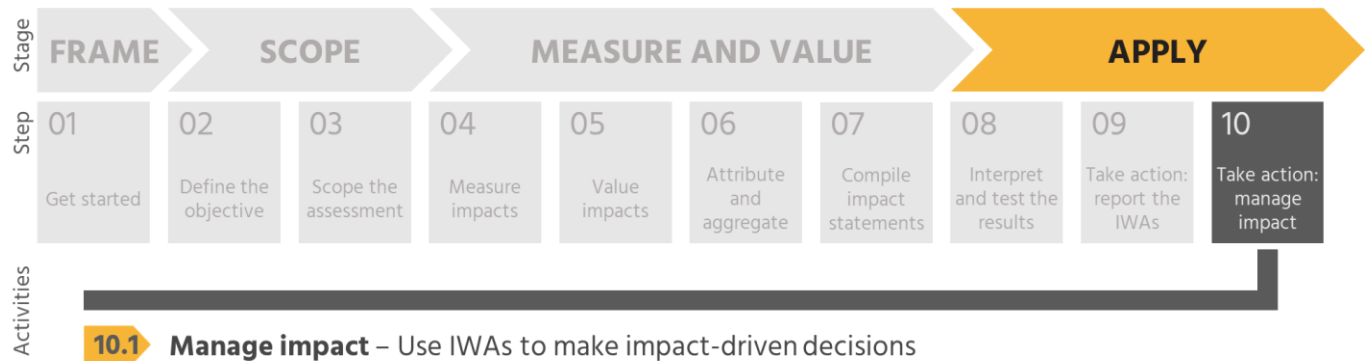 Stage
FRAME
SCOPE
MEASURE AND VALUE
APPLY
Step
01
Get started
02
Define the
objective
03
Scope the
assessment
04
Measure
impacts
05
Value
impacts
06
Attribute
and
aggregate
07
Compile
impact
statements
08
Interpret
and test the
results
09
Take action:
report the
IWAs
10
Take action:
manage
impact
Activities
10.1 Manage impact – Use IWAs to make impact-driven decisions